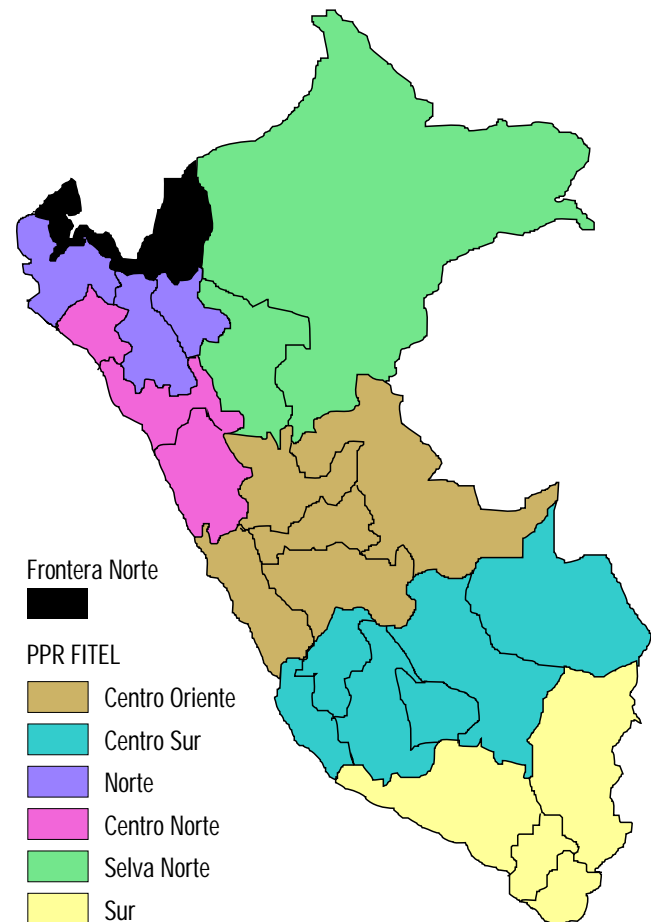 Frontera Norte
PPR FITEL
Centro Oriente
Centro Sur
Norte
Centro Norte
Selva Norte
Sur